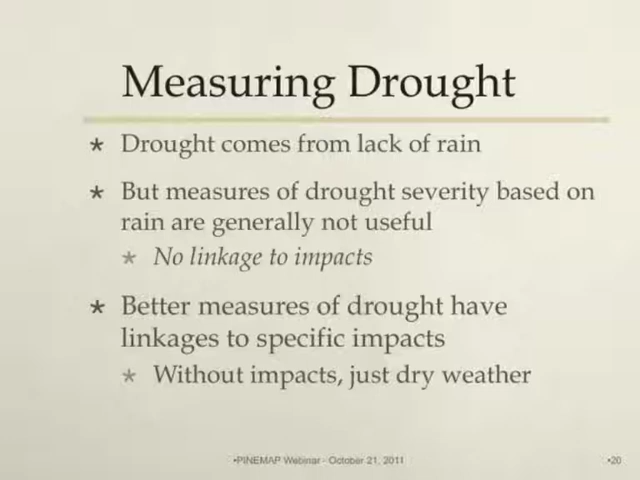 Measuring Drought
* Drought comes from lack of rain
* But measures of drought severity based on
rain are generally not useful
* No linkage to impacts
* Better measures of drought have
linkages to specific impacts
* Without impacts, just dry weather
•PINEMAP Webinar - October 21, 2011
•20